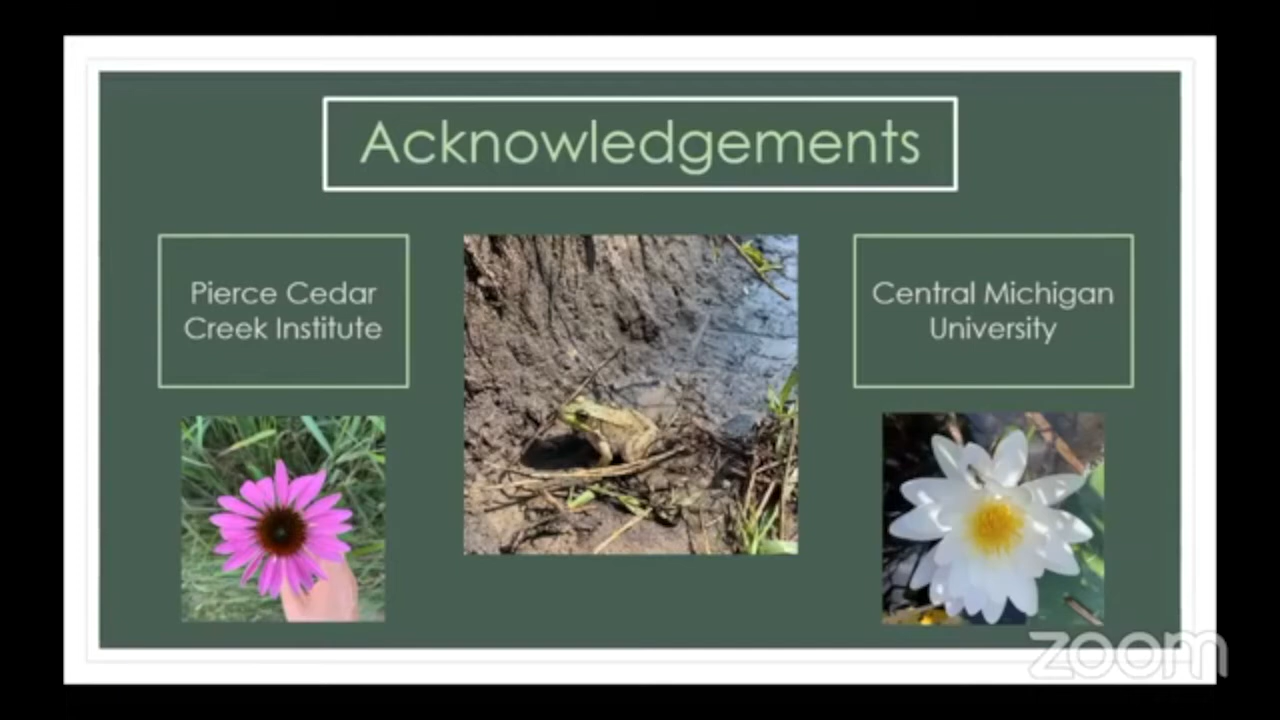 Acknowledgements
Pierce Cedar
Creek Institute
Central Michigan
University
zoom